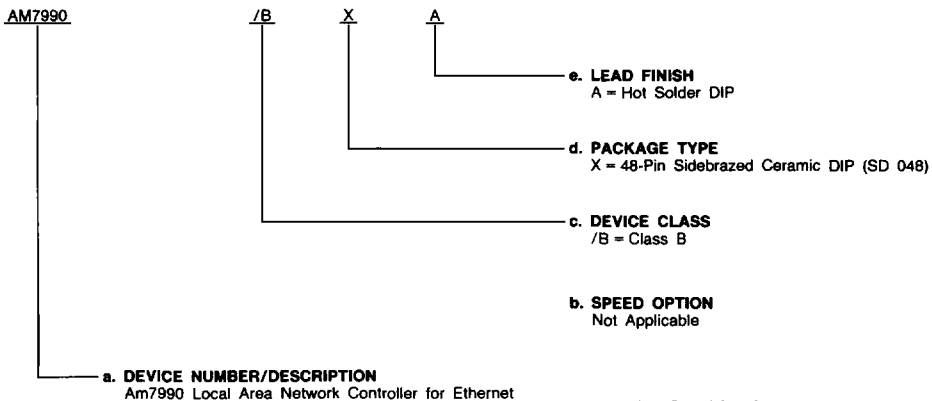 AM7990 /B X A
e. LEAD FINISH
A = Hot Solder DIP
d. PACKAGE TYPE
X = 48-Pin Sidebrazed Ceramic DIP (SD 048)
c. DEVICE CLASS
/B = Class B
b. SPEED OPTION
Not Applicable
a. DEVICE NUMBER/DESCRIPTION
Am7990 Local Area Network Controller for Ethernet